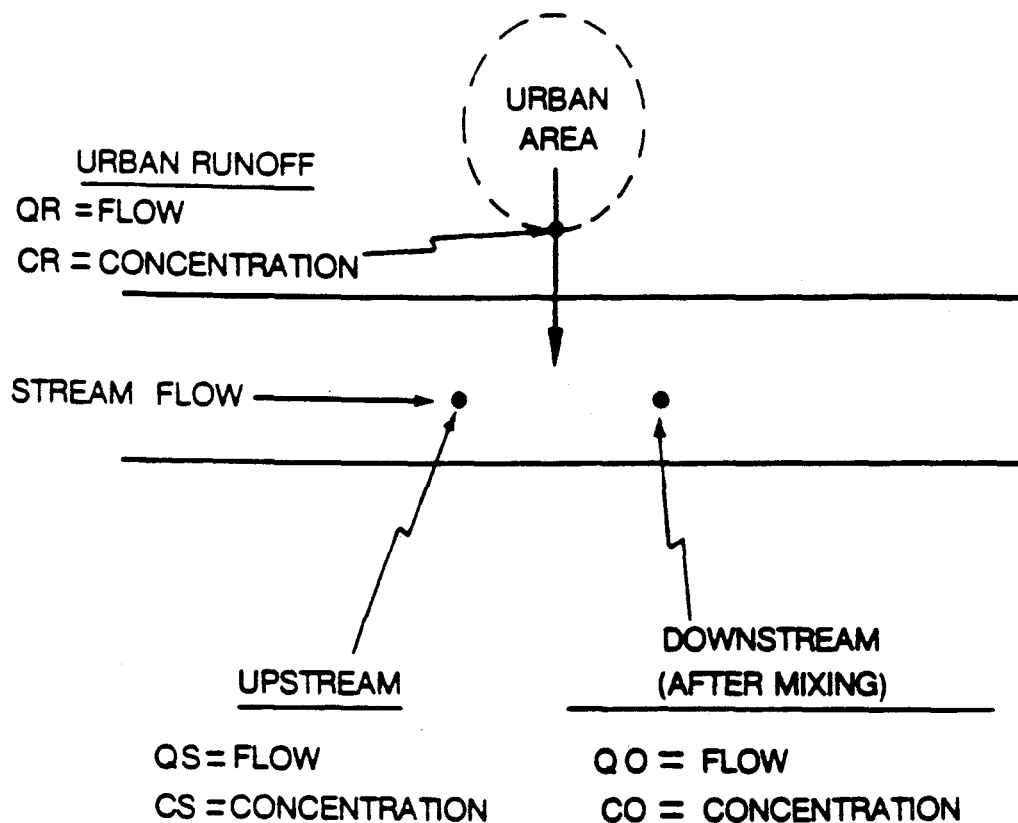 URBAN
AREA
URBAN RUNOFF
QR = FLOW
CR = CONCENTRATION
STREAM FLOW
UPSTREAM
QS = FLOW
CS = CONCENTRATION
DOWNSTREAM
(AFTER MIXING)
QO = FLOW
CO = CONCENTRATION